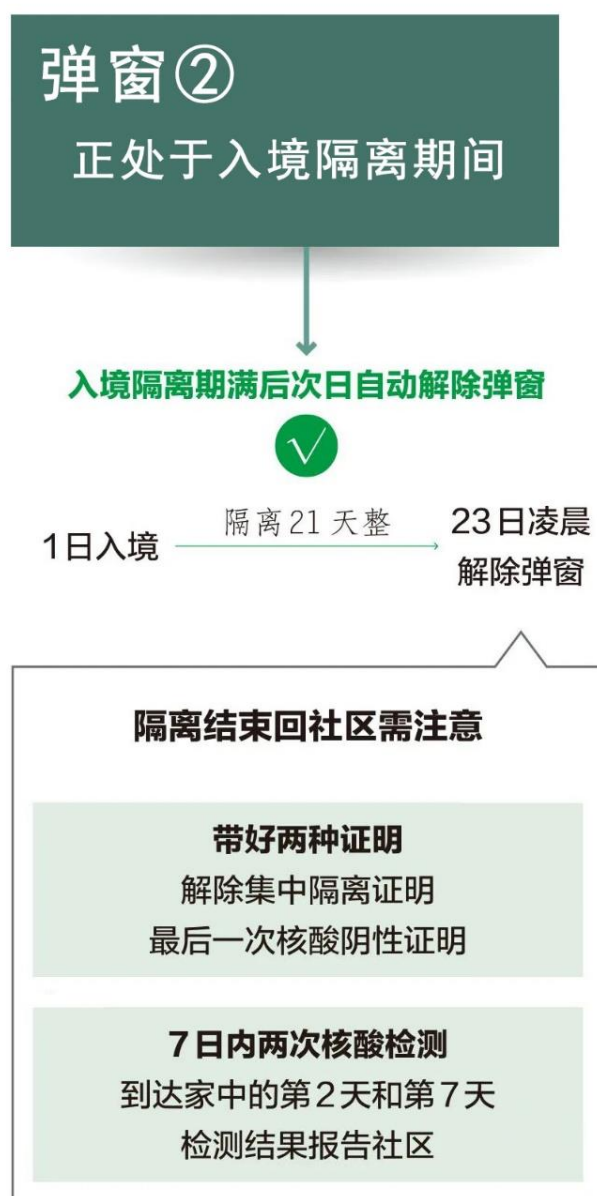 弹窗②
正处于入境隔离期间
入境隔离期满后次日自动解除弹窗
1日入境
隔离21天整
23日凌晨
解除弹窗
隔离结束回社区需注意
带好两种证明
解除集中隔离证明
最后一次核酸阴性证明
7日内两次核酸检测
到达家中的第2天和第7天
检测结果报告社区